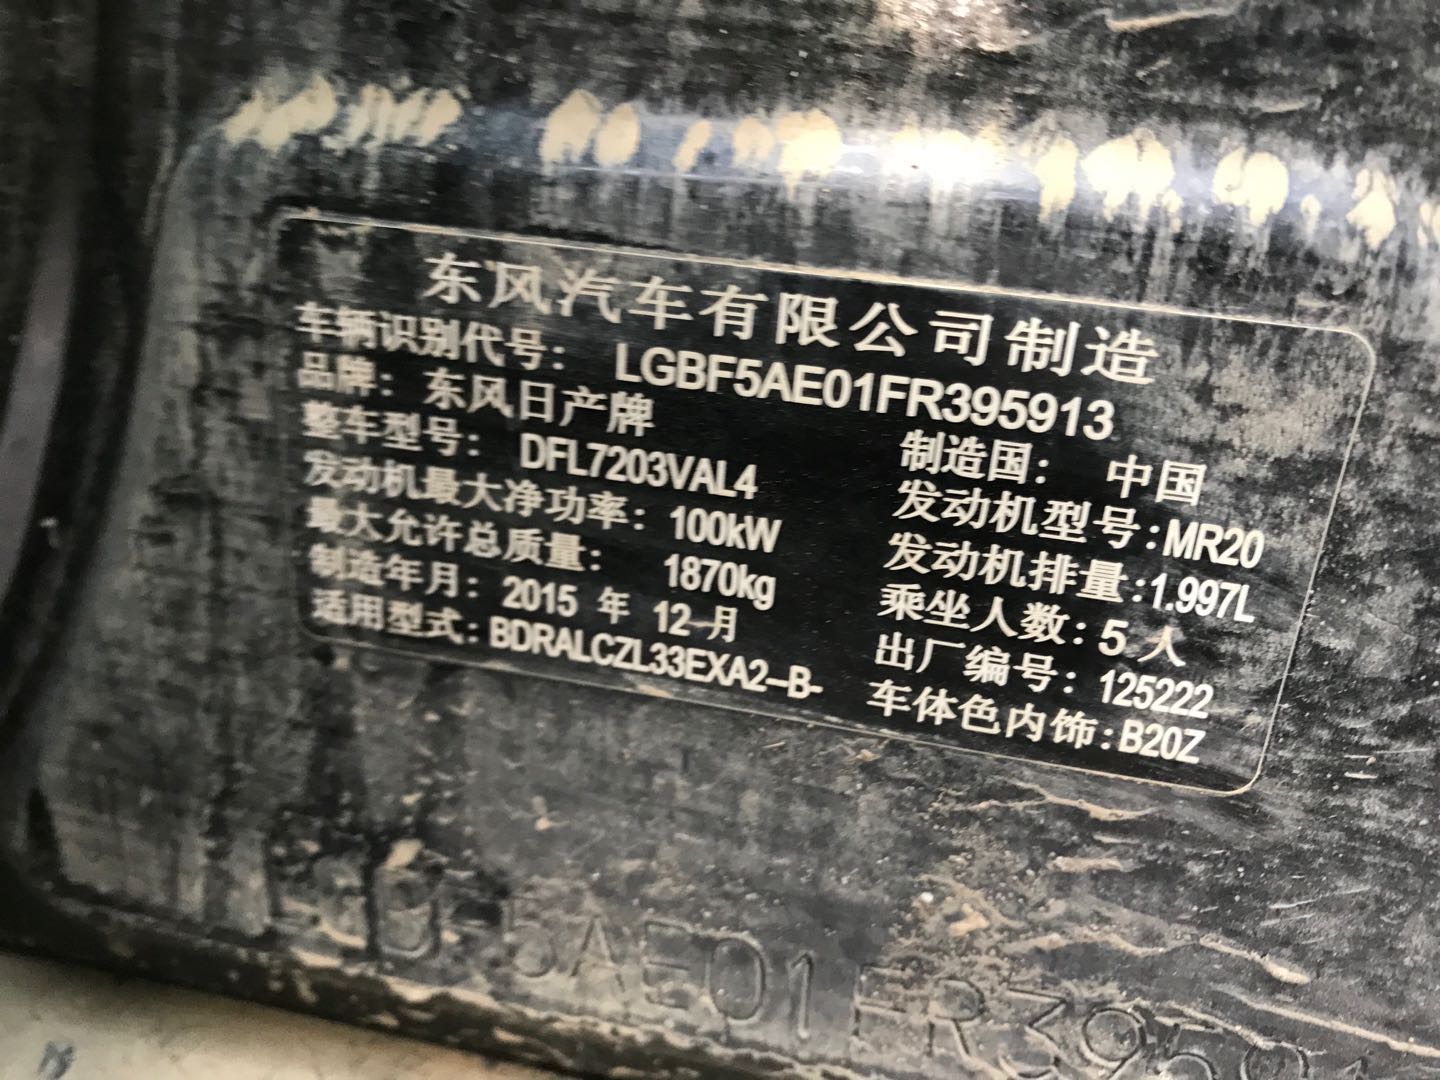 东风汽车有限公司制造
车辆识别代号： LGBF5AE01FR395913
品牌：东风日产牌 制造国： 中国
整车型号： DFL7203VAL4 发动机型号:MR20
发动机最大净功率：100kW 发动机排量:1.997L
最大允许总质量： 1870kg 乘坐人数:5 人
制造年月：2015 年 12 月 出厂编号：125222
适用型式：BDRALCZL33EXA2--B- 车体色内饰:B20Z
5AE01FR39591